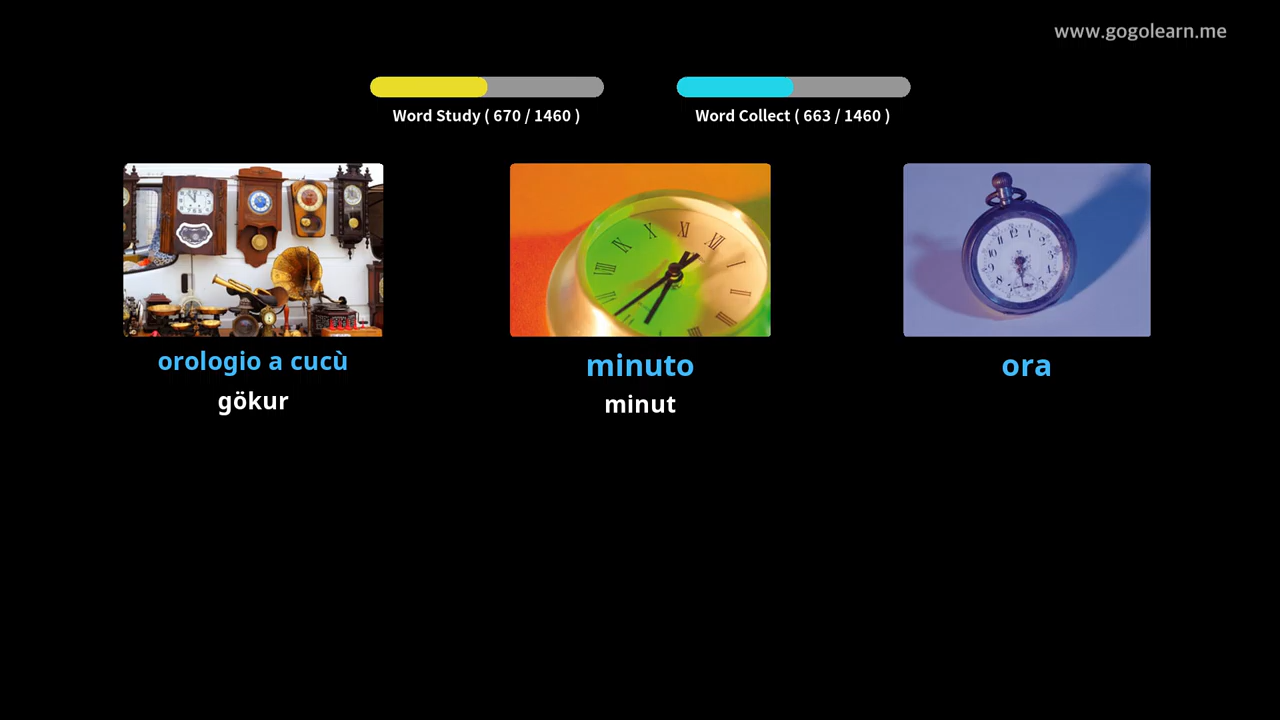 www.gogolearn.me
Word Study ( 670 / 1460 )
Word Collect ( 663 / 1460 )
orologio a cucù
gökur
minuto
minut
ora